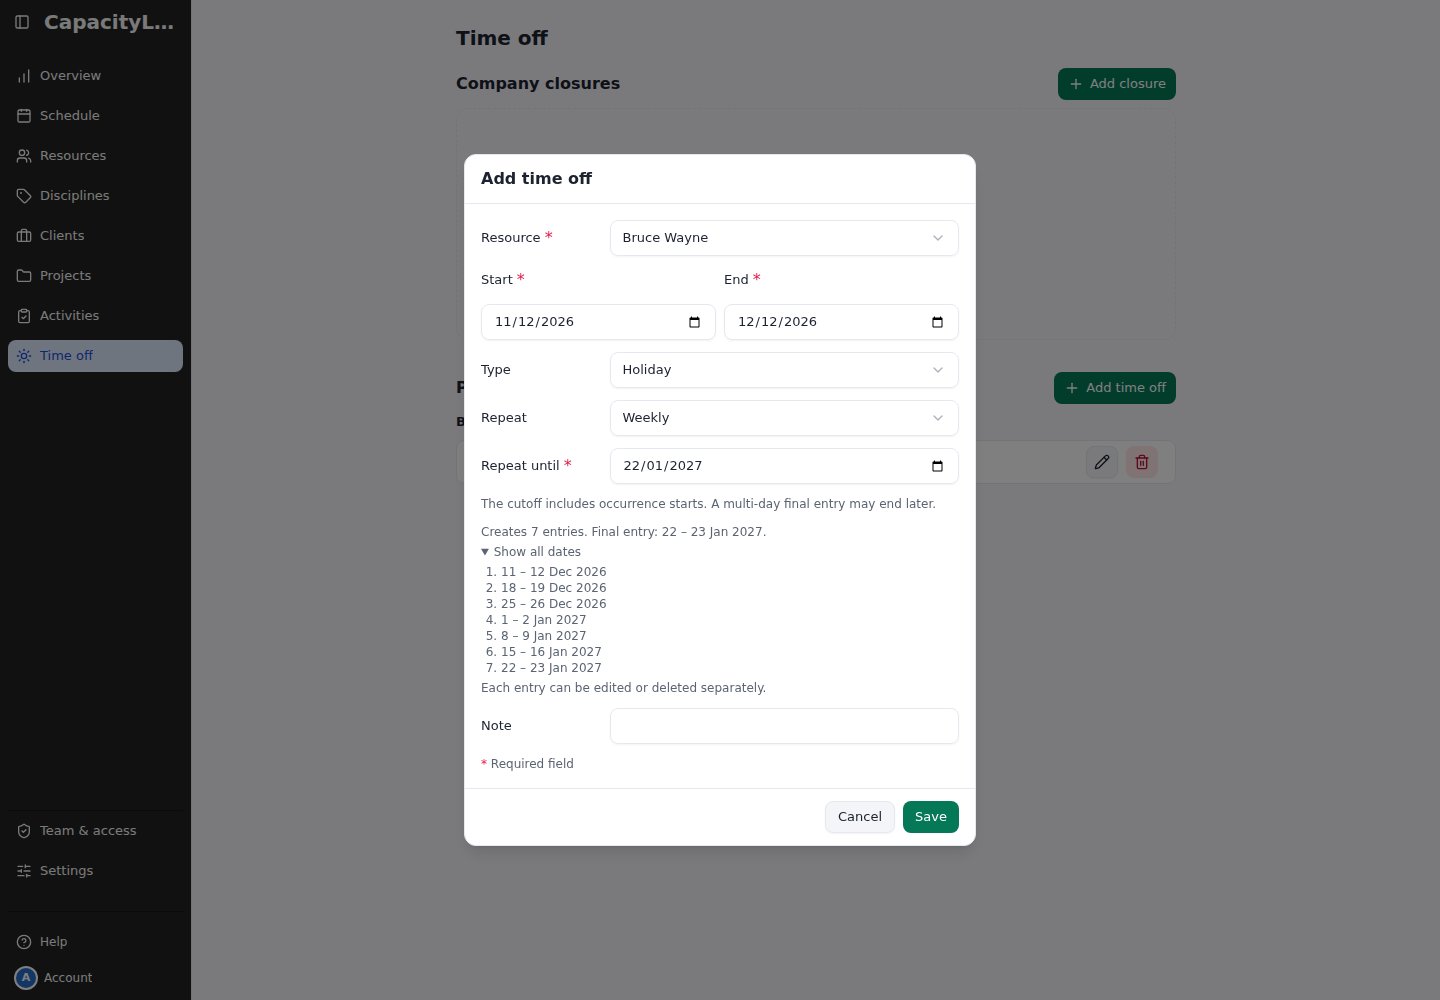 CapacityL...
Overview
Schedule
Resources
Disciplines
Clients
Projects
Activities
Time off
Team & access
Settings
Help
A
Account
Time off
Company closures
Add closure
Add time off
Add time off
Resource *
Bruce Wayne
Start *
End *
11/12/2026
12/12/2026
Type
Holiday
Repeat
Weekly
Repeat until *
22/01/2027
The cutoff includes occurrence starts. A multi-day final entry may end later.
Creates 7 entries. Final entry: 22 – 23 Jan 2027.
▼ Show all dates
1. 11 – 12 Dec 2026
2. 18 – 19 Dec 2026
3. 25 – 26 Dec 2026
4. 1 – 2 Jan 2027
5. 8 – 9 Jan 2027
6. 15 – 16 Jan 2027
7. 22 – 23 Jan 2027
Each entry can be edited or deleted separately.
Note
* Required field
Cancel
Save